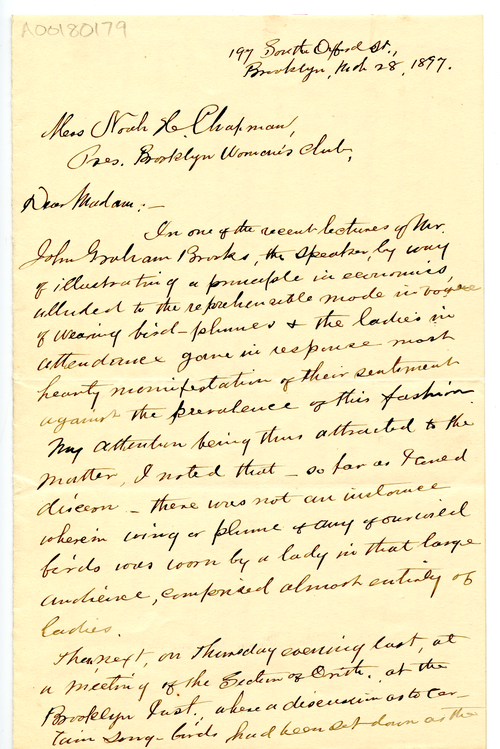 A00180179
197 South Oxford St.,
Brooklyn, Mch 28, 1897.
Mrs Noah H. Chapman,
Pres. Brooklyn Woman's Club,
Dear Madam:—
In one of the recent lectures of Mr.
John Graham Brooks, the speaker, by way
of illustrating a principle in economics,
alluded to the reprehensible mode in vogue
of wearing bird-plumes & the ladies in
attendance gave in response most
hearty manifestation of their sentiment
against the prevalence of this fashion.
My attention being thus attracted to the
matter, I noted that — so far as I could
discern — there was not an instance
wherein wing or plume of any of our wild
birds was worn by a lady in that large
audience, comprised almost entirely of
ladies.
Then next, on Thursday evening last, at
a meeting of the Section of Ornith. at the
Brooklyn Inst., when a discussion as to cer-
tain song-birds had been set down as the